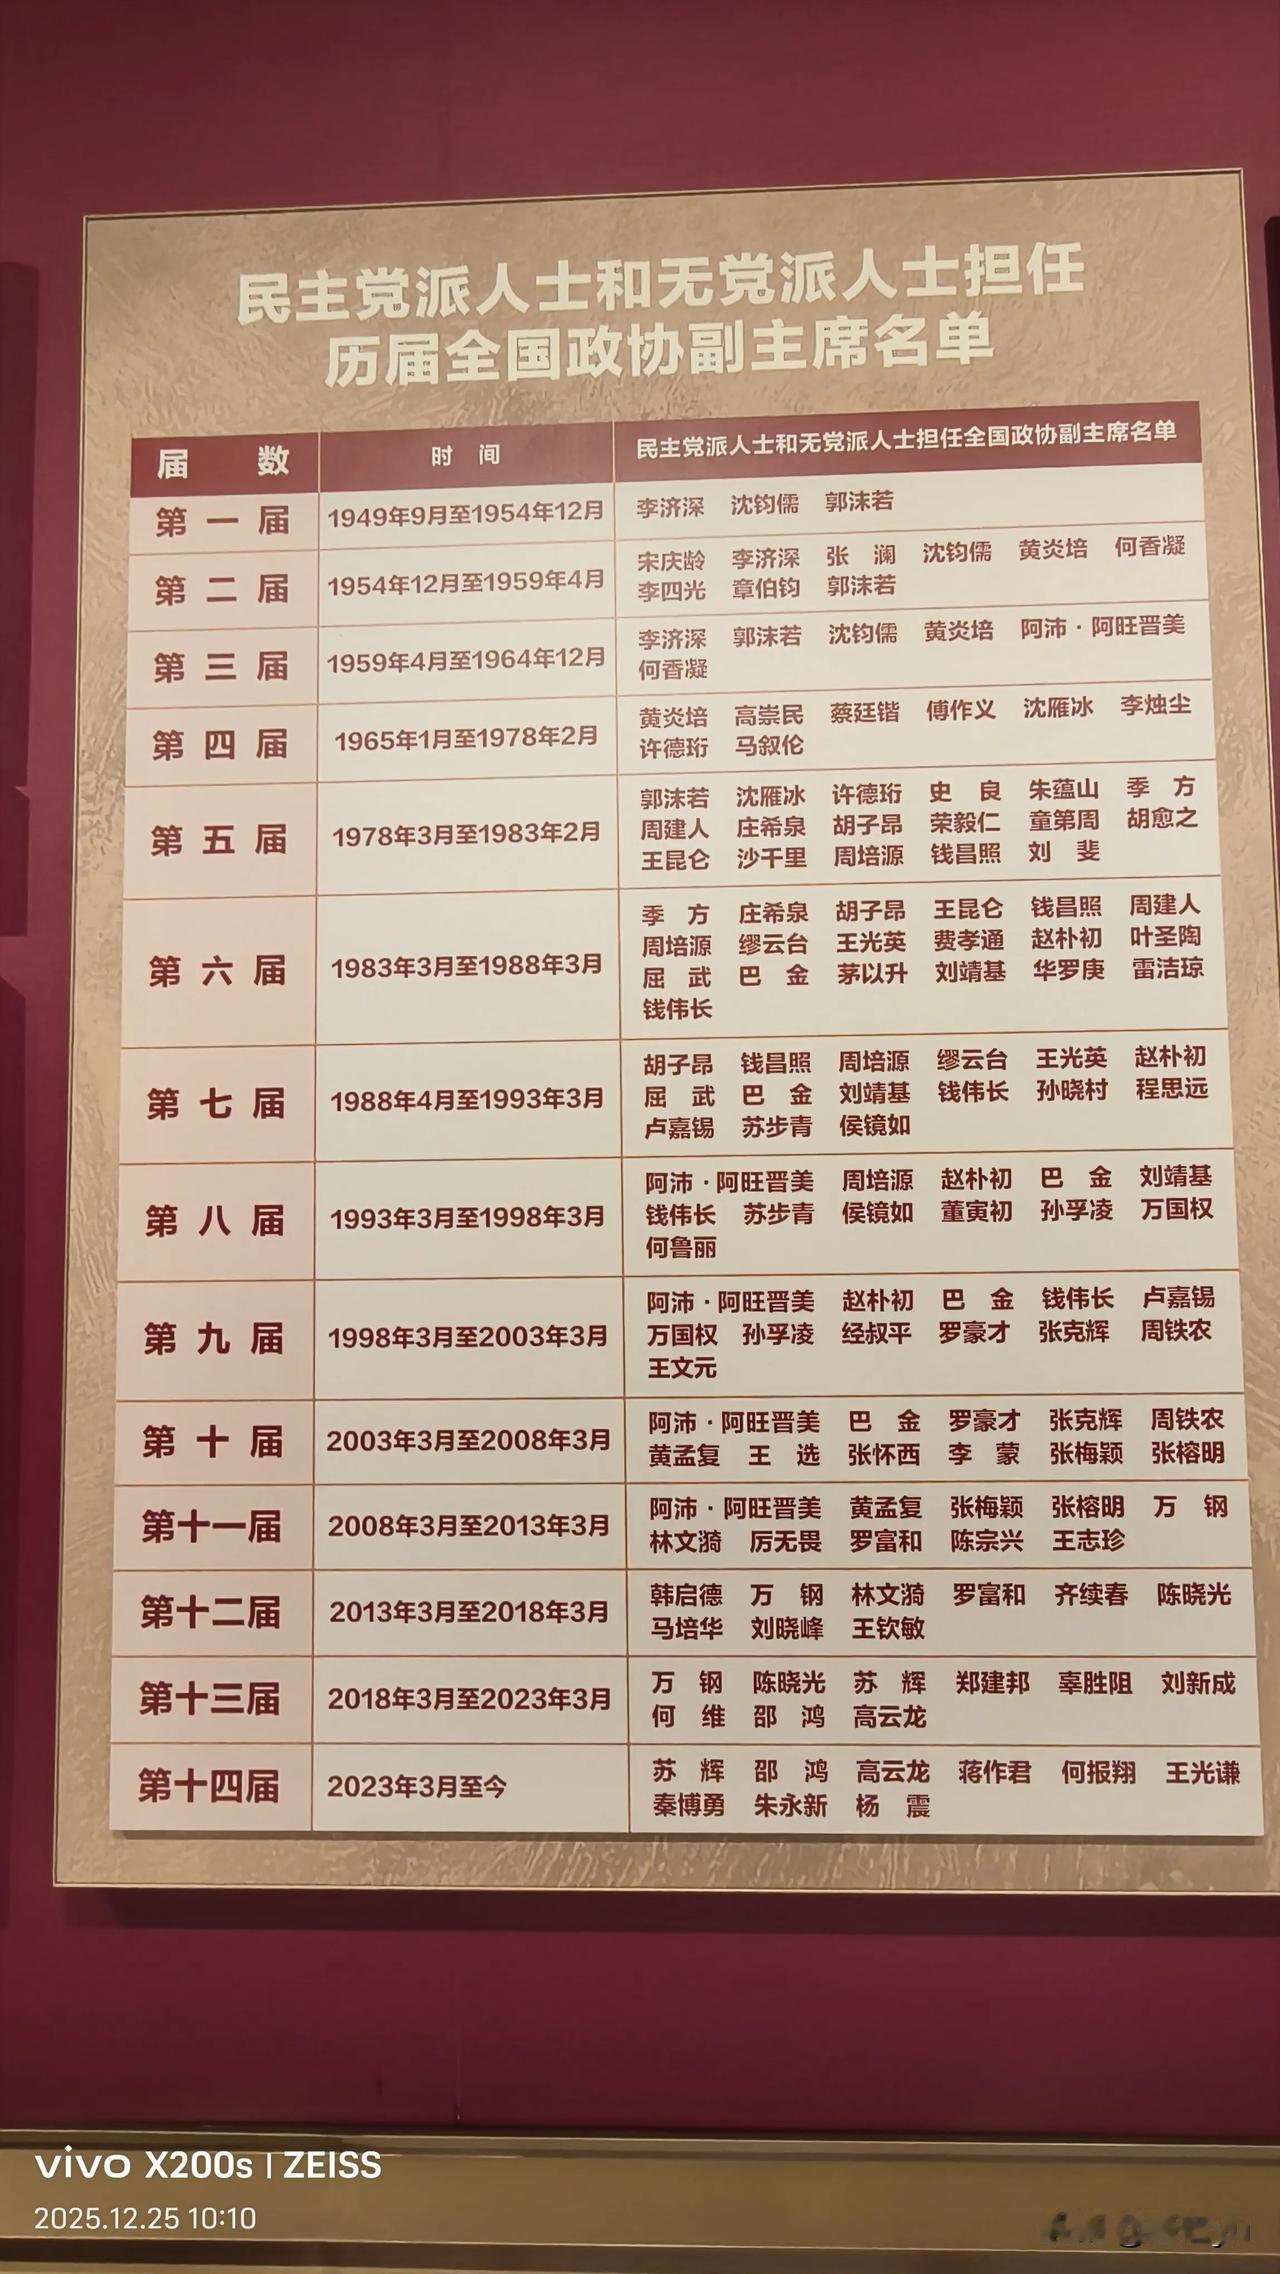 民主党派人士和无党派人士担任
历届全国政协副主席名单
届 数 时 间 民主党派人士和无党派人士担任全国政协副主席名单
第一届 1949年9月至1954年12月 李济深 沈钧儒 郭沫若
第二届 1954年12月至1959年4月 宋庆龄 李济深 张 澜 沈钧儒 黄炎培 何香凝
李四光 章伯钧 郭沫若
第三届 1959年4月至1964年12月 李济深 郭沫若 沈钧儒 黄炎培 阿沛·阿旺晋美
何香凝
第四届 1965年1月至1978年2月 黄炎培 高崇民 蔡廷锴 傅作义 沈雁冰 李烛尘
许德珩 马叙伦
第五届 1978年3月至1983年2月 郭沫若 沈雁冰 许德珩 史 良 朱蕴山 季 方
周建人 庄希泉 胡子昂 荣毅仁 童第周 胡愈之
王昆仑 沙千里 周培源 钱昌照 刘 斐
第六届 1983年3月至1988年3月 季 方 庄希泉 胡子昂 王昆仑 钱昌照 周建人
周培源 缪云台 王光英 费孝通 赵朴初 叶圣陶
屈 武 巴 金 茅以升 刘靖基 华罗庚 雷洁琼
钱伟长
第七届 1988年4月至1993年3月 胡子昂 钱昌照 周培源 缪云台 王光英 赵朴初
屈 武 巴 金 刘靖基 钱伟长 孙晓村 程思远
卢嘉锡 苏步青 侯镜如
第八届 1993年3月至1998年3月 阿沛·阿旺晋美 周培源 赵朴初 巴 金 刘靖基
钱伟长 苏步青 侯镜如 董寅初 孙孚凌 万国权
何鲁丽
第九届 1998年3月至2003年3月 阿沛·阿旺晋美 赵朴初 巴 金 钱伟长 卢嘉锡
万国权 孙孚凌 经叔平 罗豪才 张克辉 周铁农
王文元
第十届 2003年3月至2008年3月 阿沛·阿旺晋美 巴 金 罗豪才 张克辉 周铁农
黄孟复 王 选 张怀西 李 蒙 张梅颖 张榕明
第十一届 2008年3月至2013年3月 阿沛·阿旺晋美 黄孟复 张梅颖 张榕明 万 钢
林文漪 厉无畏 罗富和 陈宗兴 王志珍
第十二届 2013年3月至2018年3月 韩启德 万 钢 林文漪 罗富和 齐续春 陈晓光
马培华 刘晓峰 王钦敏
第十三届 2018年3月至2023年3月 万 钢 陈晓光 苏 辉 郑建邦 辜胜阻 刘新成
何 维 邵 鸿 高云龙
第十四届 2023年3月至今 苏 辉 邵 鸿 高云龙 蒋作君 何报翔 王光谦
秦博勇 朱永新 杨 震
vivo X200s | ZEISS
2025.12.25 10:10